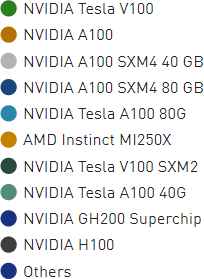 NVIDIA Tesla V100
NVIDIA A100
NVIDIA A100 SXM4 40 GB
NVIDIA A100 SXM4 80 GB
NVIDIA Tesla A100 80G
AMD Instinct MI250X
NVIDIA Tesla V100 SXM2
NVIDIA Tesla A100 40G
NVIDIA GH200 Superchip
NVIDIA H100
Others